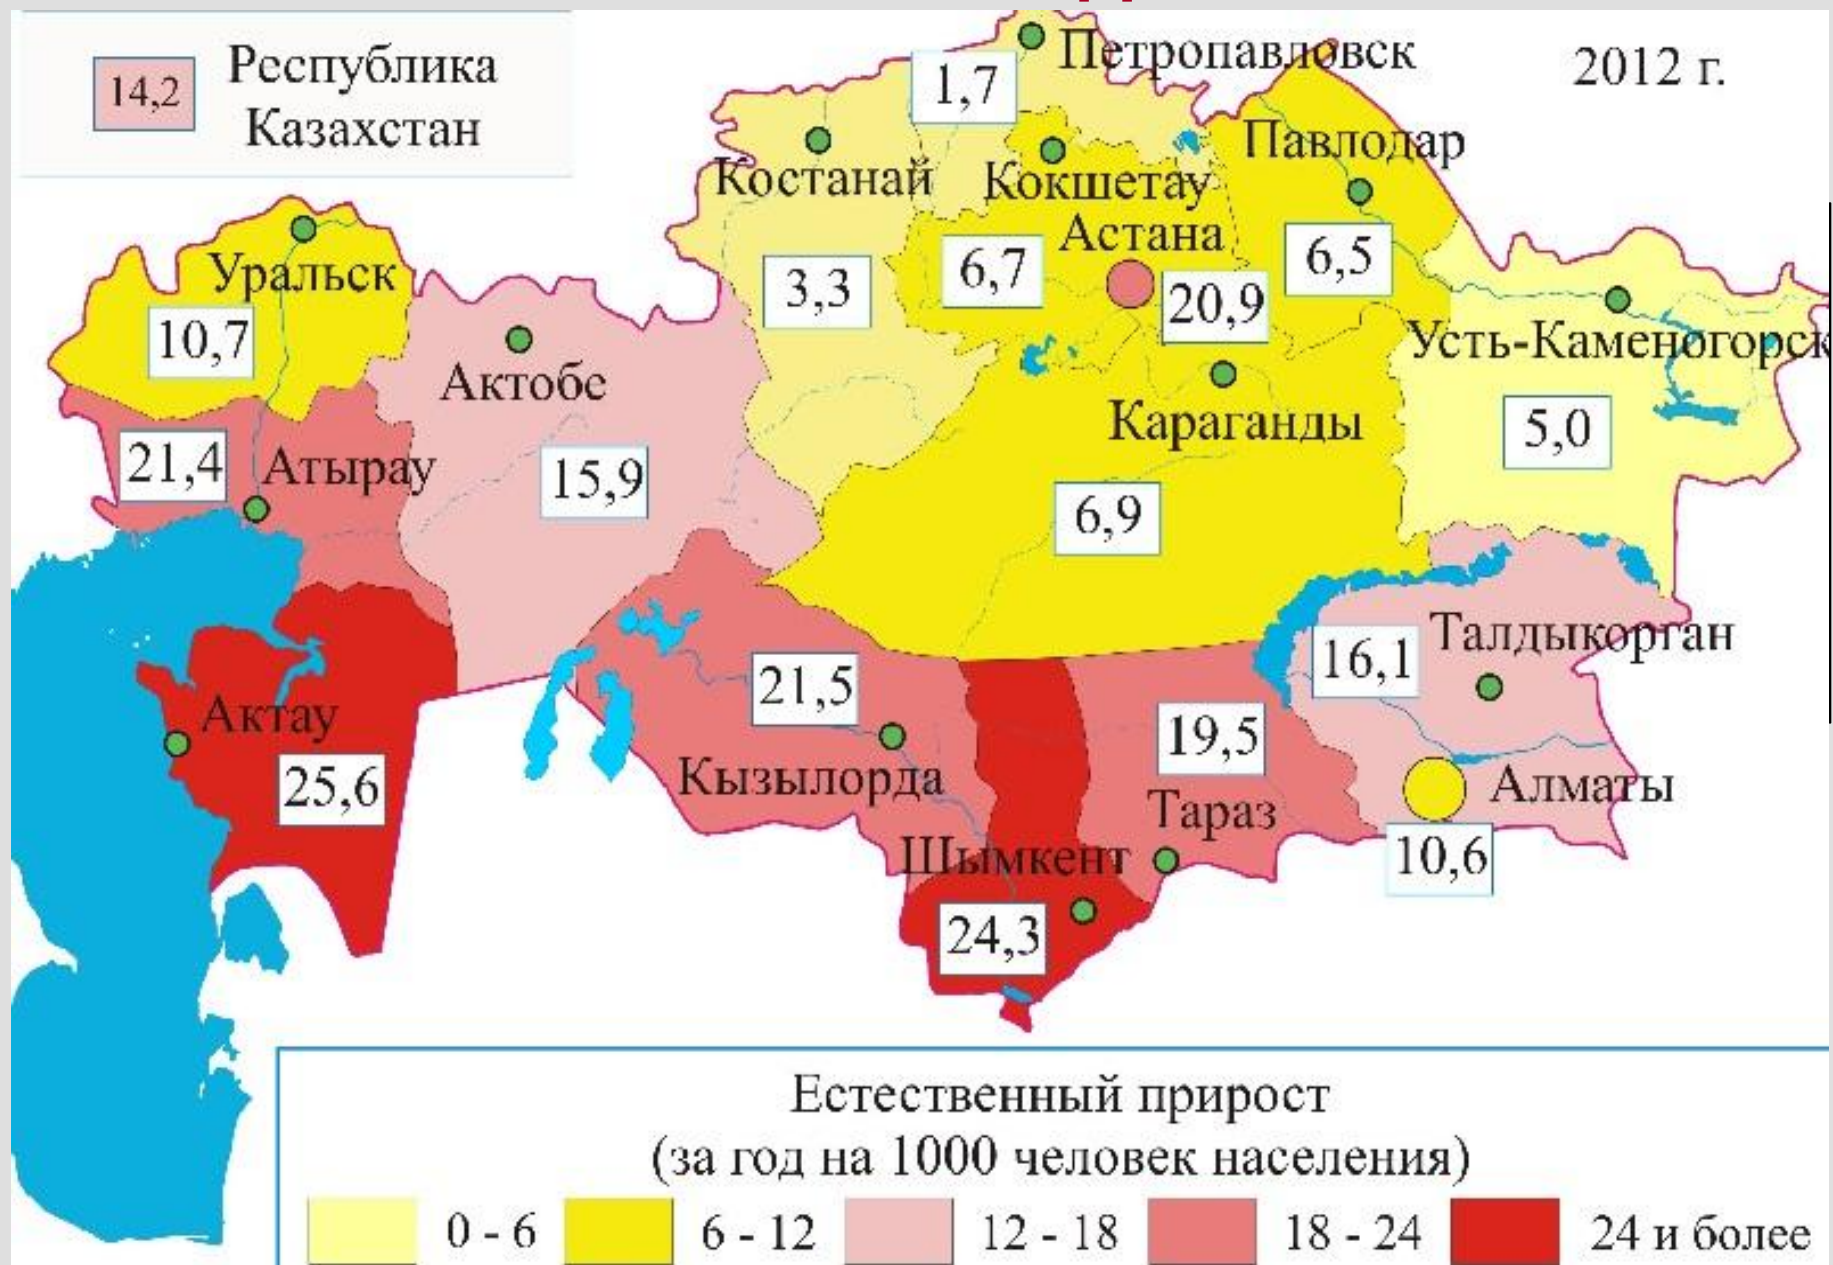 14,2
Республика
Казахстан
2012 г.
Петропавловск
1,7
Костанай
3,3
Кокшетау
6,7
Астана
20,9
Павлодар
6,5
Усть-Каменогорск
5,0
Уральск
10,7
Актобе
15,9
Атырау
21,4
Караганды
6,9
Талдыкорган
16,1
Актау
25,6
21,5
Кызылорда
19,5
Тараз
Алматы
10,6
Шымкент
24,3
Естественный прирост
(за год на 1000 человек населения)
0 - 6
6 - 12
12 - 18
18 - 24
24 и более